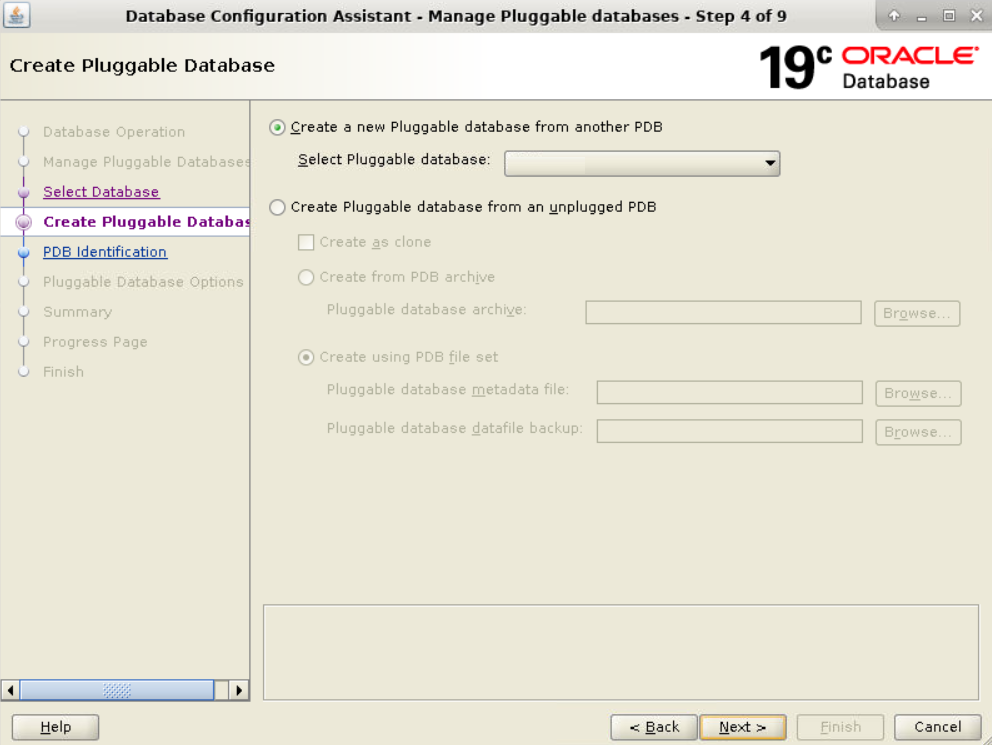 Database Configuration Assistant - Manage Pluggable databases - Step 4 of 9
Create Pluggable Database
19c ORACLE
Database
Database Operation
Manage Pluggable Databases
Select Database
Create Pluggable Databas
PDB Identification
Pluggable Database Options
Summary
Progress Page
Finish
Create a new Pluggable database from another PDB
Select Pluggable database:
Create Pluggable database from an unplugged PDB
Create as clone
Create from PDB archive
Pluggable database archive:
Browse...
Create using PDB file set
Pluggable database metadata file:
Browse...
Pluggable database datafile backup:
Browse...
Help
< Back
Next >
Finish
Cancel